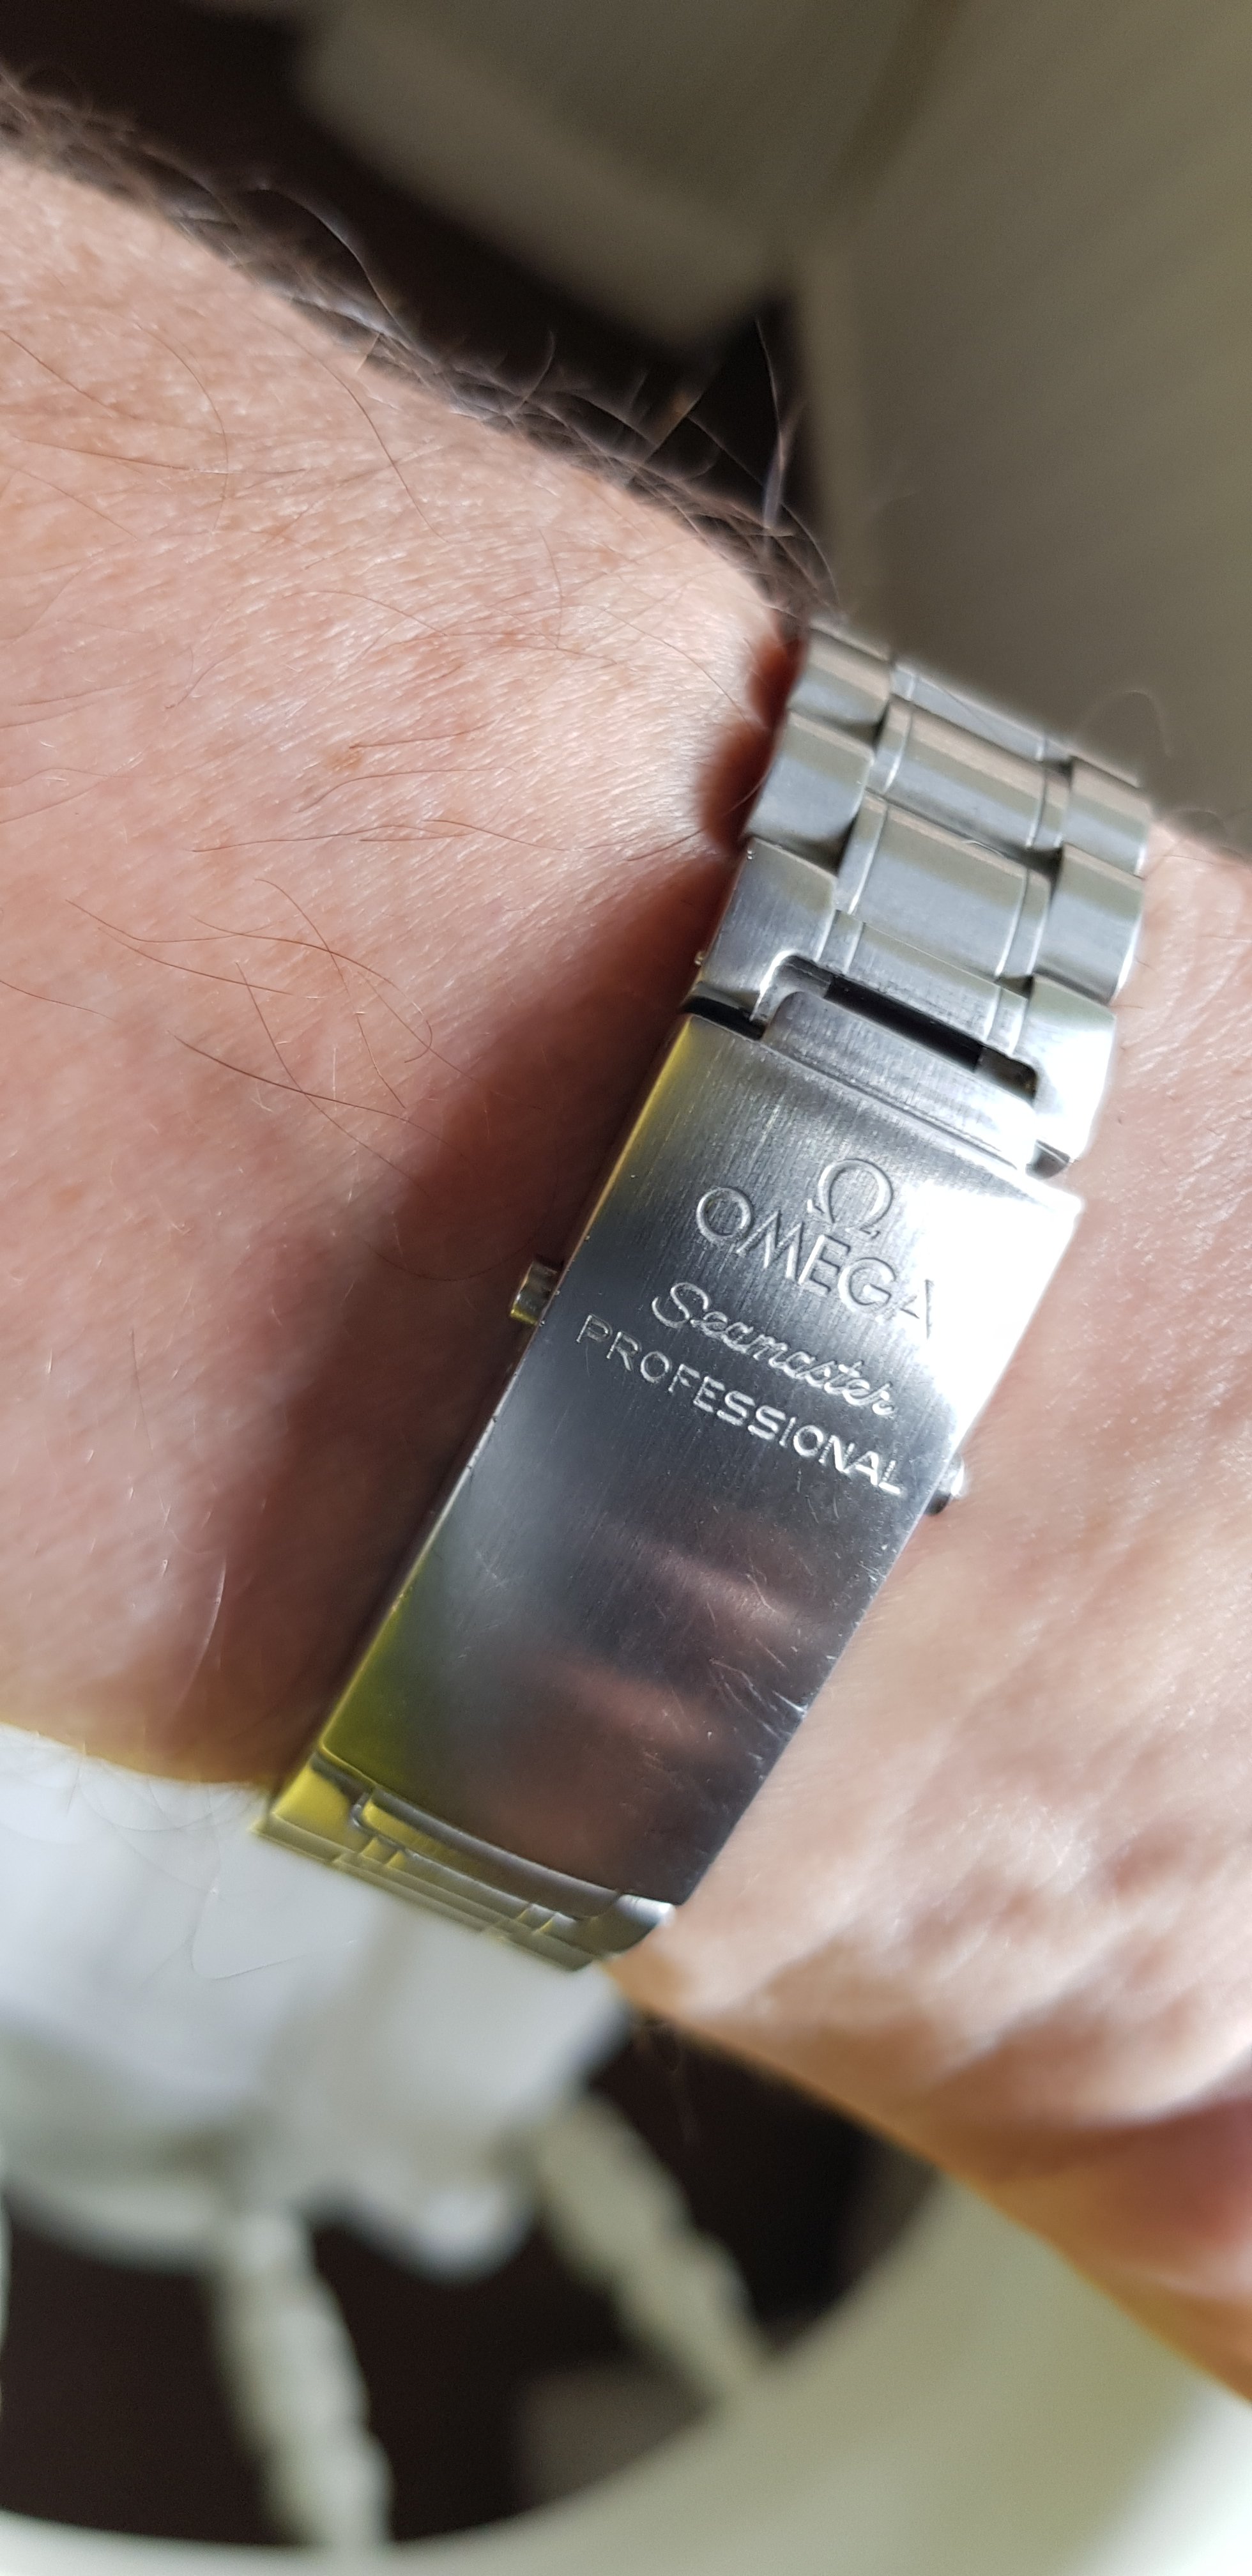 Ω
OMEGA
Seamaster
PROFESSIONAL